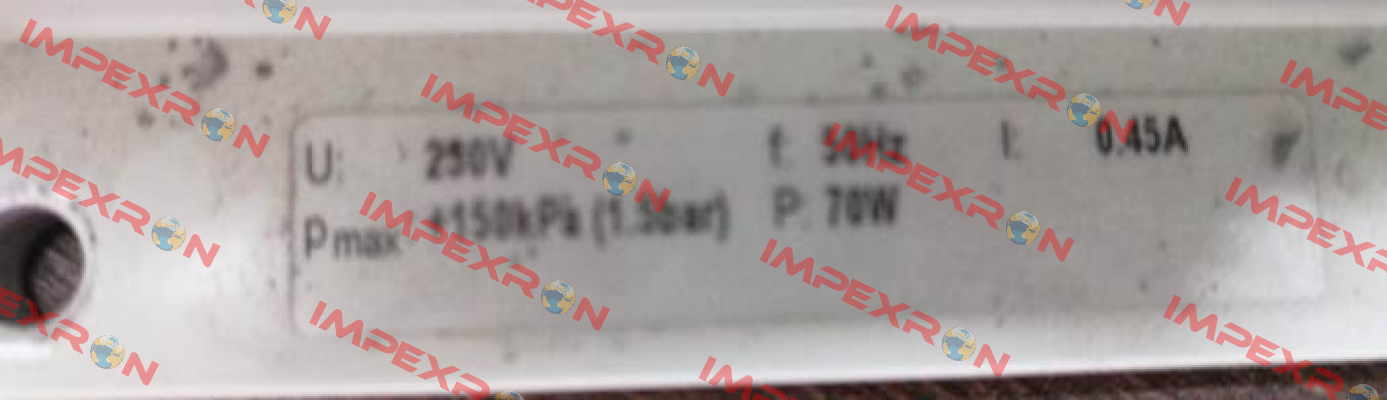 U: 230V f: 50Hz I: 0.45A
Pmax +150kPa (1.5bar) P: 70W
IMPEXRON